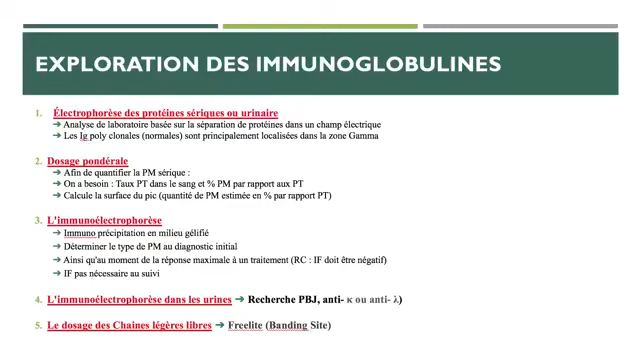 EXPLORATION DES IMMUNOGLOBULINES
1. Électrophorèse des protéines sériques ou urinaire
➔ Analyse de laboratoire basée sur la séparation de protéines dans un champ électrique
➔ Les Ig poly clonales (normales) sont principalement localisées dans la zone Gamma
2. Dosage pondérale
➔ Afin de quantifier la PM sérique :
➔ On a besoin : Taux PT dans le sang et % PM par rapport aux PT
➔ Calcule la surface du pic (quantité de PM estimée en % par rapport PT)
3. L'immunoélectrophorèse
➔ Immuno précipitation en milieu gélifié
➔ Déterminer le type de PM au diagnostic initial
➔ Ainsi qu'au moment de la réponse maximale à un traitement (RC : IF doit être négatif)
➔ IF pas nécessaire au suivi
4. L'immunoélectrophorèse dans les urines ➔ Recherche PBJ, anti- κ ou anti- λ)
5. Le dosage des Chaines légères libres ➔ Freelite (Banding Site)